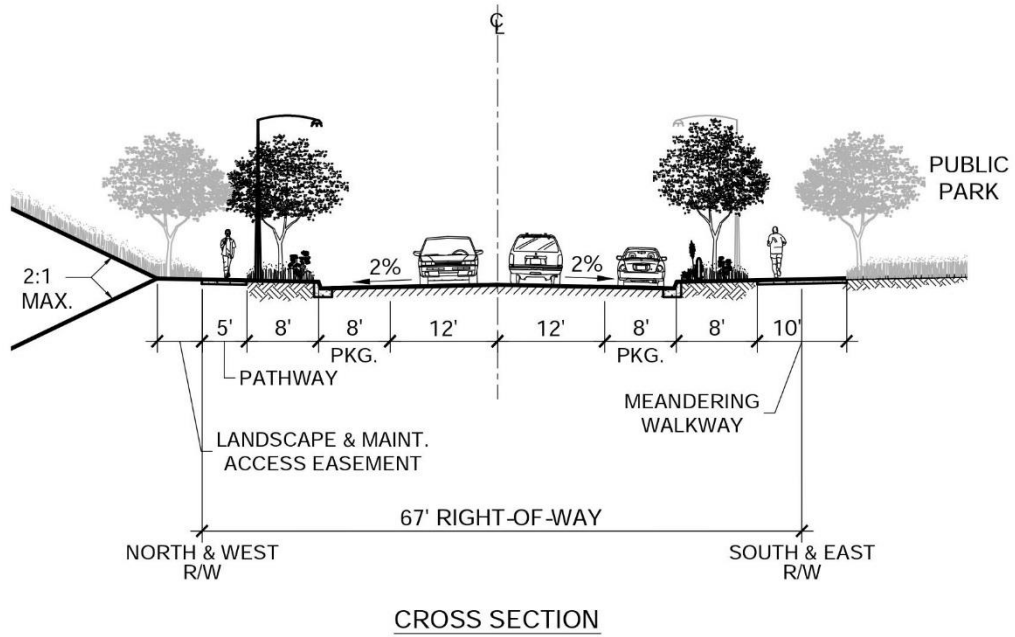 ℄
PUBLIC
PARK
2:1
MAX.
2%
2%
5'
8'
8'
12'
12'
8'
8'
10'
PKG.
PKG.
PATHWAY
MEANDERING
WALKWAY
LANDSCAPE & MAINT.
ACCESS EASEMENT
67' RIGHT-OF-WAY
NORTH & WEST
R/W
SOUTH & EAST
R/W
CROSS SECTION